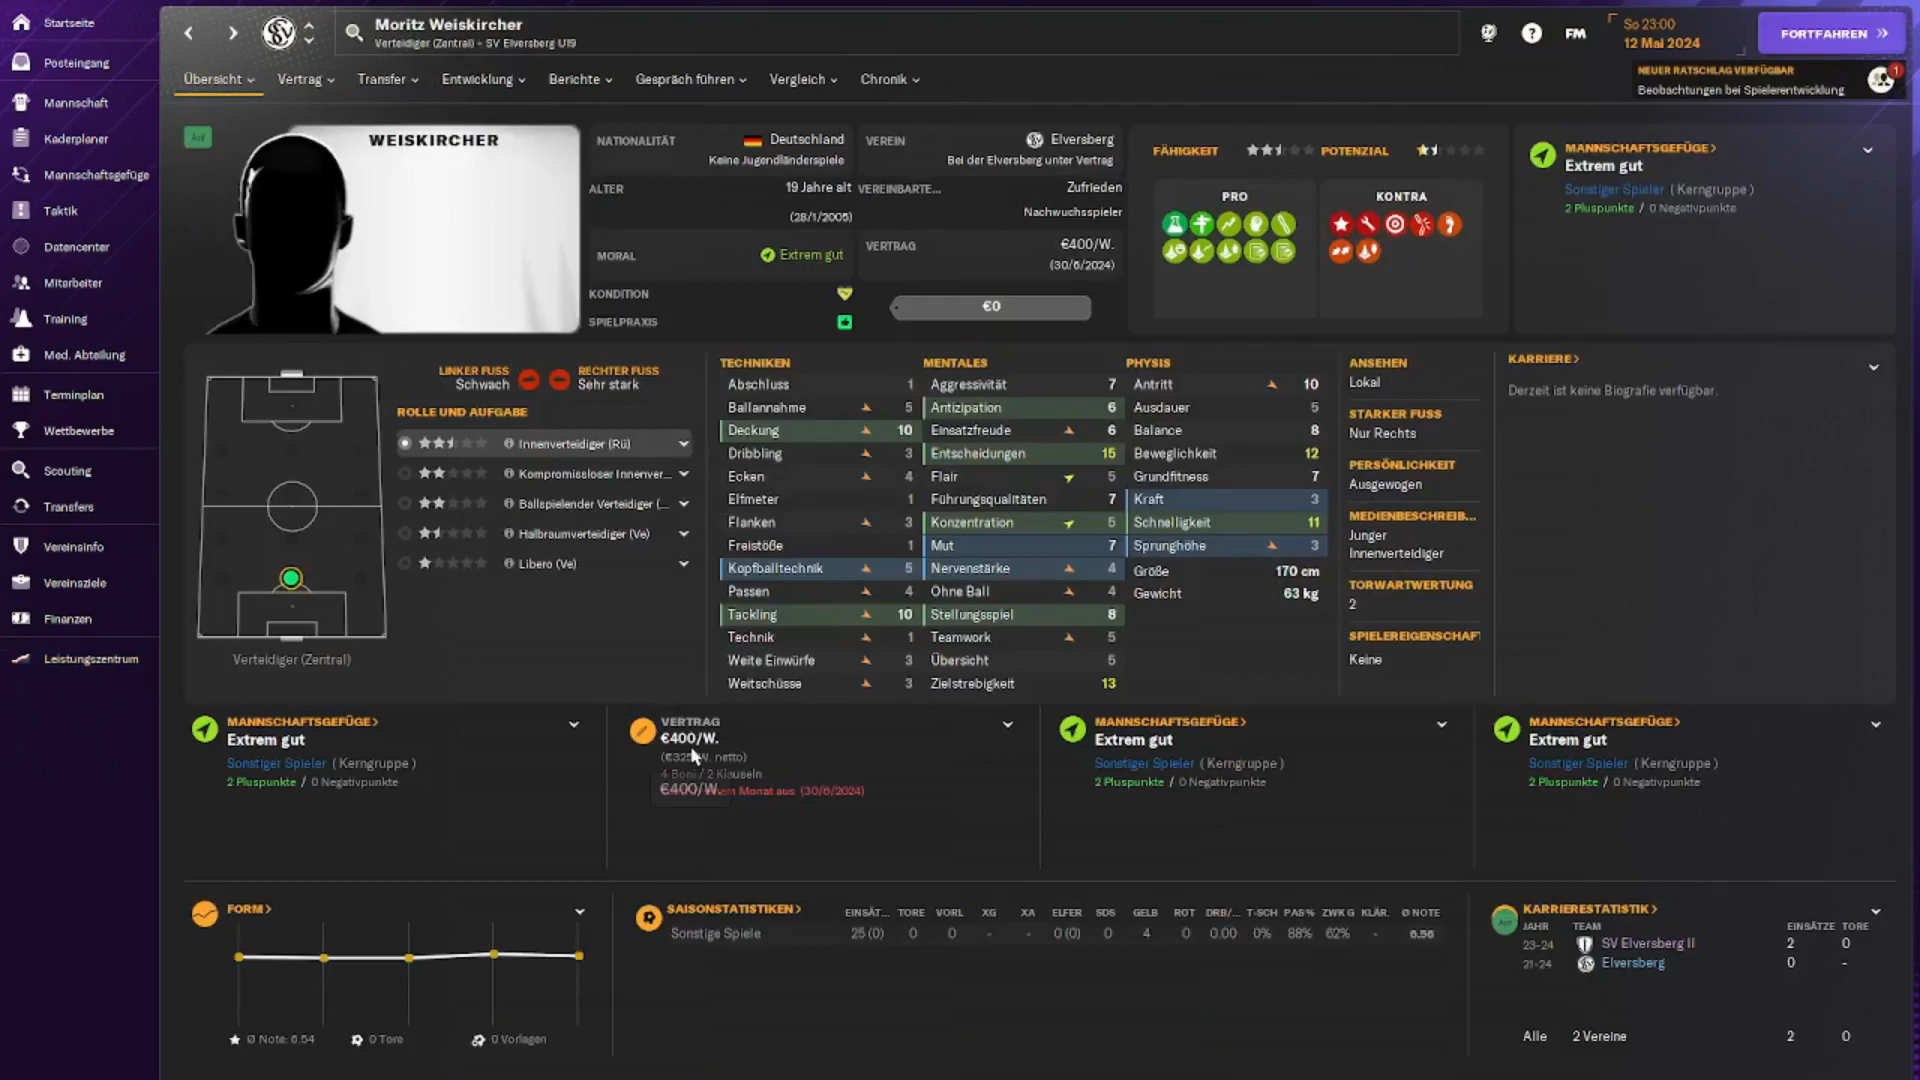 Startseite
Posteingang
Mannschaft
Kaderplaner
Mannschaftsgefüge
Taktik
Datencenter
Mitarbeiter
Training
Med. Abteilung
Terminplan
Wettbewerbe
Scouting
Transfers
Vereinsinfo
Vereinsziele
Finanzen
Leistungszentrum
Moritz Weiskircher
Verteidiger (Zentral) - SV Elversberg U19
FM
So 23:00
12 Mai 2024
FORTFAHREN
Übersicht Vertrag Transfer Entwicklung Berichte Gespräch führen Vergleich Chronik
NEUER RATSCHLAG VERFÜGBAR
Beobachtungen bei Spielerentwicklung
1
WEISKIRCHER
NATIONALITÄT Deutschland
Keine Jugendländerspiele
ALTER 19 Jahre alt
(28/1/2005)
MORAL Extrem gut
KONDITION
SPIELPRAXIS
VEREIN Elversberg
Bei der Elversberg unter Vertrag
VEREINBARTE... Zufrieden
Nachwuchsspieler
VERTRAG €400/W.
(30/6/2024)
€0
FÄHIGKEIT POTENZIAL
PRO KONTRA
MANNSCHAFTSGEFÜGE>
Extrem gut
Sonstiger Spieler ( Kerngruppe )
2 Pluspunkte / 0 Negativpunkte
LINKER FUSS
Schwach
RECHTER FUSS
Sehr stark
ROLLE UND AUFGABE
Innenverteidiger (Rü)
Kompromissloser Innenver...
Ballspielender Verteidiger (...
Halbraumverteidiger (Ve)
Libero (Ve)
Verteidiger (Zentral)
TECHNIKEN
Abschluss 1
Ballannahme 5
Deckung 10
Dribbling 3
Ecken 4
Elfmeter 1
Flanken 3
Freistöße 1
Kopfballtechnik 5
Passen 4
Tackling 10
Technik 1
Weite Einwürfe 3
Weitschüsse 3
MENTALES
Aggressivität 7
Antizipation 6
Einsatzfreude 6
Entscheidungen 15
Flair 5
Führungsqualitäten 7
Konzentration 5
Mut 7
Nervenstärke 4
Ohne Ball 4
Stellungsspiel 8
Teamwork 5
Übersicht 5
Zielstrebigkeit 13
PHYSIS
Antritt 10
Ausdauer 5
Balance 8
Beweglichkeit 12
Grundfitness 7
Kraft 3
Schnelligkeit 11
Sprunghöhe 3
Größe 170 cm
Gewicht 63 kg
ANSEHEN
Lokal
STARKER FUSS
Nur Rechts
PERSÖNLICHKEIT
Ausgewogen
MEDIENBESCHREIB...
Junger
Innenverteidiger
TORWARTWERTUNG
2
SPIELEREIGENSCHAF
Keine
KARRIERE>
Derzeit ist keine Biografie verfügbar.
MANNSCHAFTSGEFÜGE>
Extrem gut
Sonstiger Spieler ( Kerngruppe )
2 Pluspunkte / 0 Negativpunkte
VERTRAG
€400/W.
netto)
4 Boni / 2 Klauseln
€400/W. Monat aus (30/6/2024)
MANNSCHAFTSGEFÜGE>
Extrem gut
Sonstiger Spieler ( Kerngruppe )
2 Pluspunkte / 0 Negativpunkte
MANNSCHAFTSGEFÜGE>
Extrem gut
Sonstiger Spieler ( Kerngruppe )
2 Pluspunkte / 0 Negativpunkte
FORM>
Ø Note: 6.54 0 Tore 0 Vorlagen
SAISONSTATISTIKEN> EINSÄT... TORE VORL XG XA ELFER SDS GELB ROT DRB/... T-SCH PAS% ZWK G KLÄR. Ø NOTE
Sonstige Spiele 25 (0) 0 0 - - 0 (0) 0 4 0 0.00 0% 88% 62% - 6.56
KARRIERESTATISTIK>
JAHR TEAM EINSÄTZE TORE
23-24 SV Elversberg II 2 0
21-24 Elversberg 0 -
Alle 2 Vereine 2 0